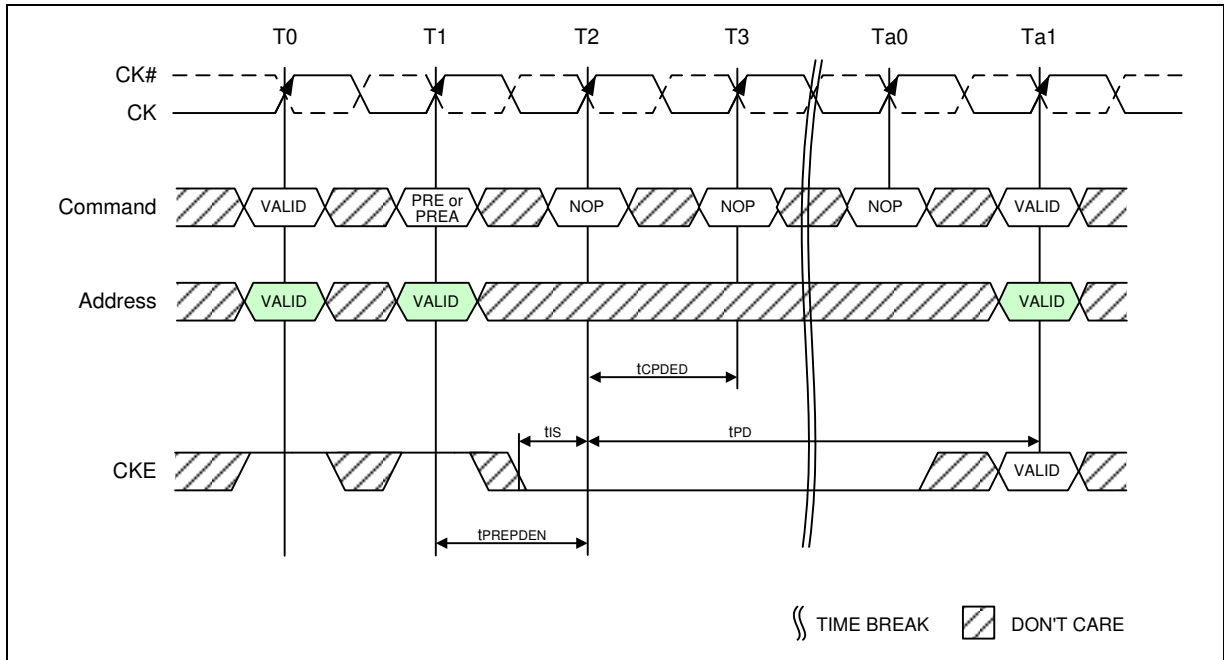 T0 T1 T2 T3 Ta0 Ta1
CK#
CK
Command VALID PRE or PREA NOP NOP NOP VALID
Address VALID VALID VALID
tCPDED
tIS tPD
CKE VALID
tPREPDEN
TIME BREAK DON'T CARE